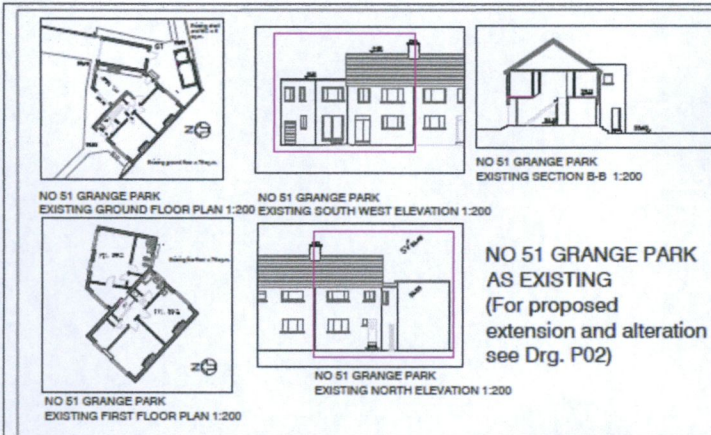 NO 51 GRANGE PARK
EXISTING GROUND FLOOR PLAN 1:200
NO 51 GRANGE PARK
EXISTING SOUTH WEST ELEVATION 1:200
NO 51 GRANGE PARK
EXISTING SECTION B-B 1:200
NO 51 GRANGE PARK
EXISTING FIRST FLOOR PLAN 1:200
NO 51 GRANGE PARK
EXISTING NORTH ELEVATION 1:200
NO 51 GRANGE PARK
AS EXISTING
(For proposed
extension and alteration
see Drg. P02)